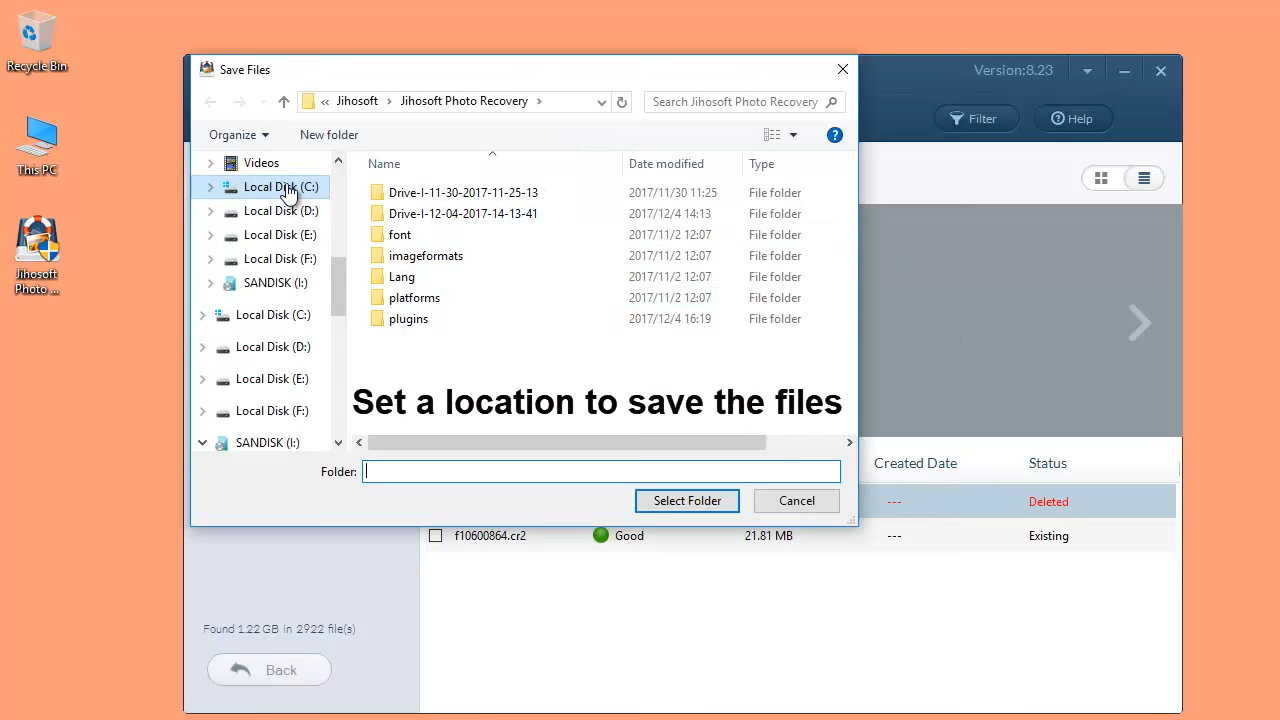 Recycle Bin
This PC
Jihosoft
Photo ...
Version:8.23
Filter
Help
Save Files
« Jihosoft > Jihosoft Photo Recovery >
Search Jihosoft Photo Recovery
Organize
New folder
Videos
Local Disk (C:)
Local Disk (D:)
Local Disk (E:)
Local Disk (F:)
SANDISK (I:)
Local Disk (C:)
Local Disk (D:)
Local Disk (E:)
Local Disk (F:)
SANDISK (I:)
Name Date modified Type
Drive-I-11-30-2017-11-25-13 2017/11/30 11:25 File folder
Drive-I-12-04-2017-14-13-41 2017/12/4 14:13 File folder
font 2017/11/2 12:07 File folder
imageformats 2017/11/2 12:07 File folder
Lang 2017/11/2 12:07 File folder
platforms 2017/11/2 12:07 File folder
plugins 2017/12/4 16:19 File folder
Set a location to save the files
Folder:
Select Folder
Cancel
Created Date Status
--- Deleted
f10600864.cr2 Good 21.81 MB --- Existing
Found 1.22 GB in 2922 file(s)
Back